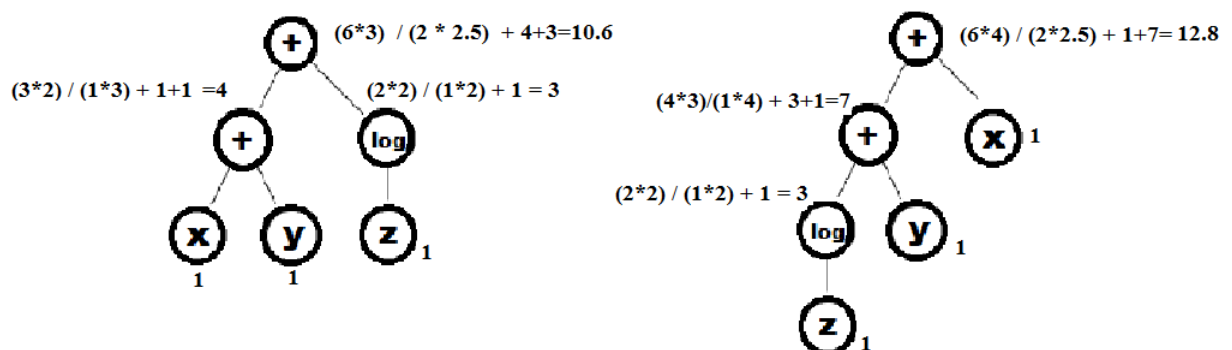 + (6*3) / (2 * 2.5) + 4+3=10.6
(3*2) / (1*3) + 1+1 =4 (2*2) / (1*2) + 1 = 3
+ log
x y z 1
1 1
+ (6*4) / (2*2.5) + 1+7= 12.8
(4*3)/(1*4) + 3+1=7
+ x 1
(2*2) / (1*2) + 1 = 3
log y 1
z 1